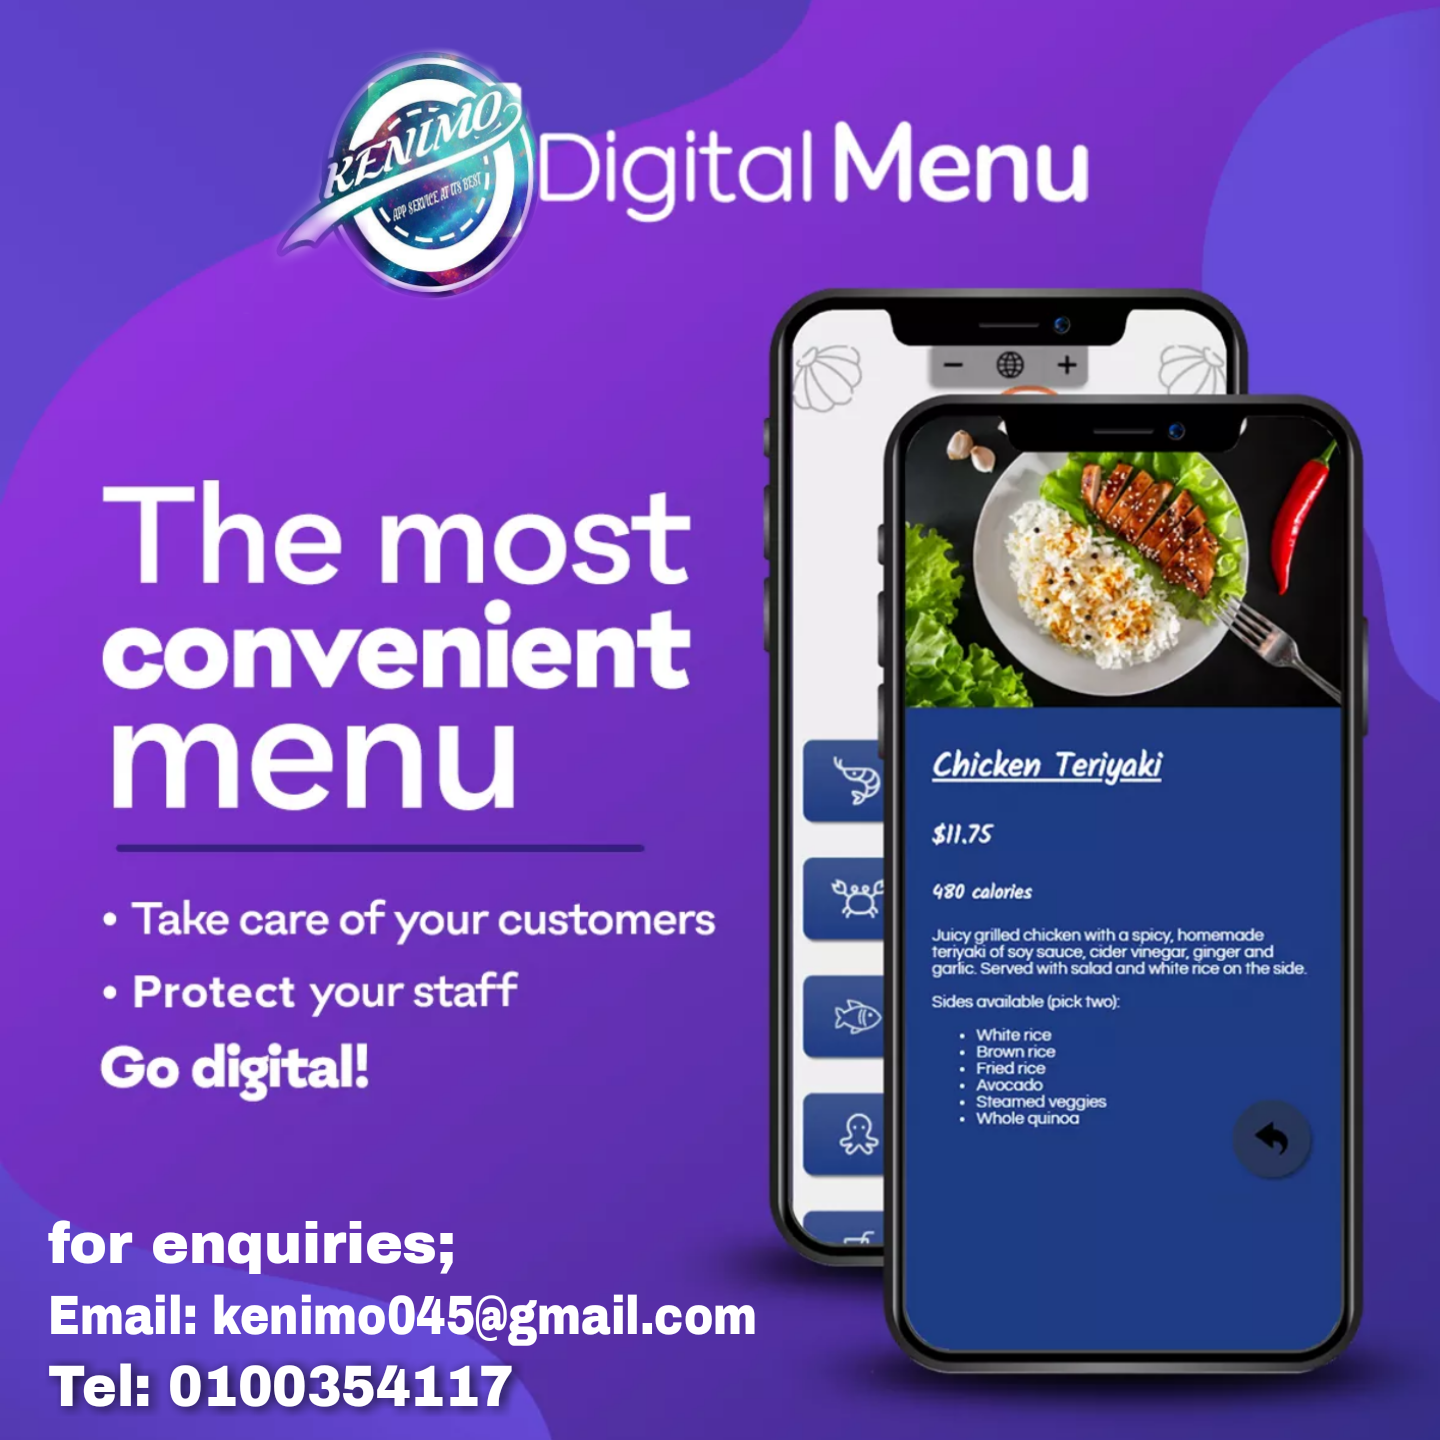 KENIMO
APP SERVICE AT ITS BEST
Digital Menu
The most
convenient
menu
• Take care of your customers
• Protect your staff
Go digital!
for enquiries;
Email: kenimo045@gmail.com
Tel: 0100354117
− +
Chicken Teriyaki
$11.75
480 calories
Juicy grilled chicken with a spicy, homemade
teriyaki of soy sauce, cider vinegar, ginger and
garlic. Served with salad and white rice on the side.
Sides available (pick two):
• White rice
• Brown rice
• Fried rice
• Avocado
• Steamed veggies
• Whole quinoa